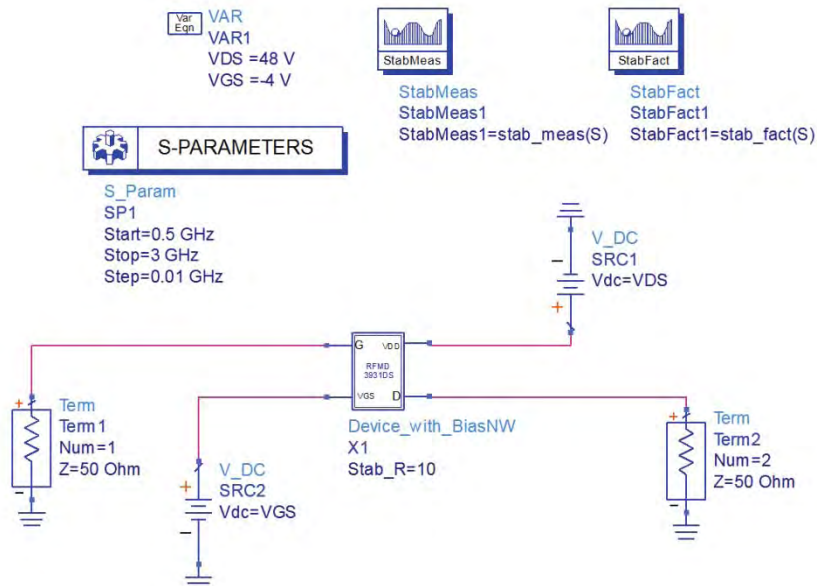 Var
Eqn
VAR
VAR1
VDS =48 V
VGS =-4 V
StabMeas
StabMeas
StabMeas1
StabMeas1=stab_meas(S)
StabFact
StabFact
StabFact1
StabFact1=stab_fact(S)
S-PARAMETERS
S_Param
SP1
Start=0.5 GHz
Stop=3 GHz
Step=0.01 GHz
V_DC
SRC1
Vdc=VDS
G VDD
RFMD
3931DS
VGS D
Device_with_BiasNW
X1
Stab_R=10
Term
Term1
Num=1
Z=50 Ohm
V_DC
SRC2
Vdc=VGS
Term
Term2
Num=2
Z=50 Ohm